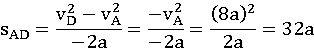 s_AD = (v_D^2 − v_A^2)/(−2a) = (−v_A^2)/(−2a) = (8a)^2/(2a) = 32a